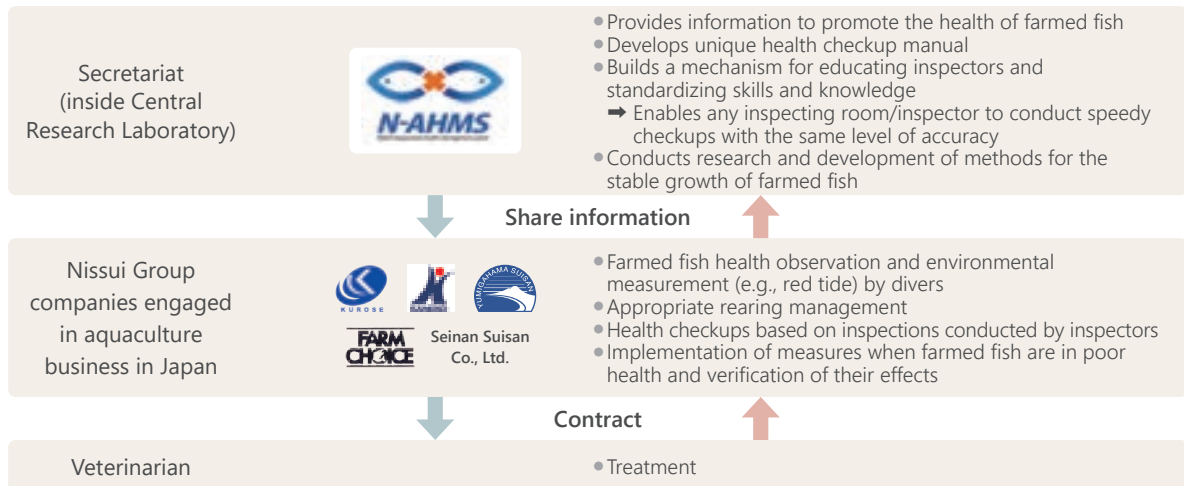 Secretariat
(inside Central
Research Laboratory)
N-AHMS
• Provides information to promote the health of farmed fish
• Develops unique health checkup manual
• Builds a mechanism for educating inspectors and
standardizing skills and knowledge
➡ Enables any inspecting room/inspector to conduct speedy
checkups with the same level of accuracy
• Conducts research and development of methods for the
stable growth of farmed fish
Share information
Nissui Group
companies engaged
in aquaculture
business in Japan
KUROSE
YUMIGAHAMA SUISAN
FARM
CHOICE
Seinan Suisan
Co., Ltd.
• Farmed fish health observation and environmental
measurement (e.g., red tide) by divers
• Appropriate rearing management
• Health checkups based on inspections conducted by inspectors
• Implementation of measures when farmed fish are in poor
health and verification of their effects
Contract
Veterinarian
• Treatment